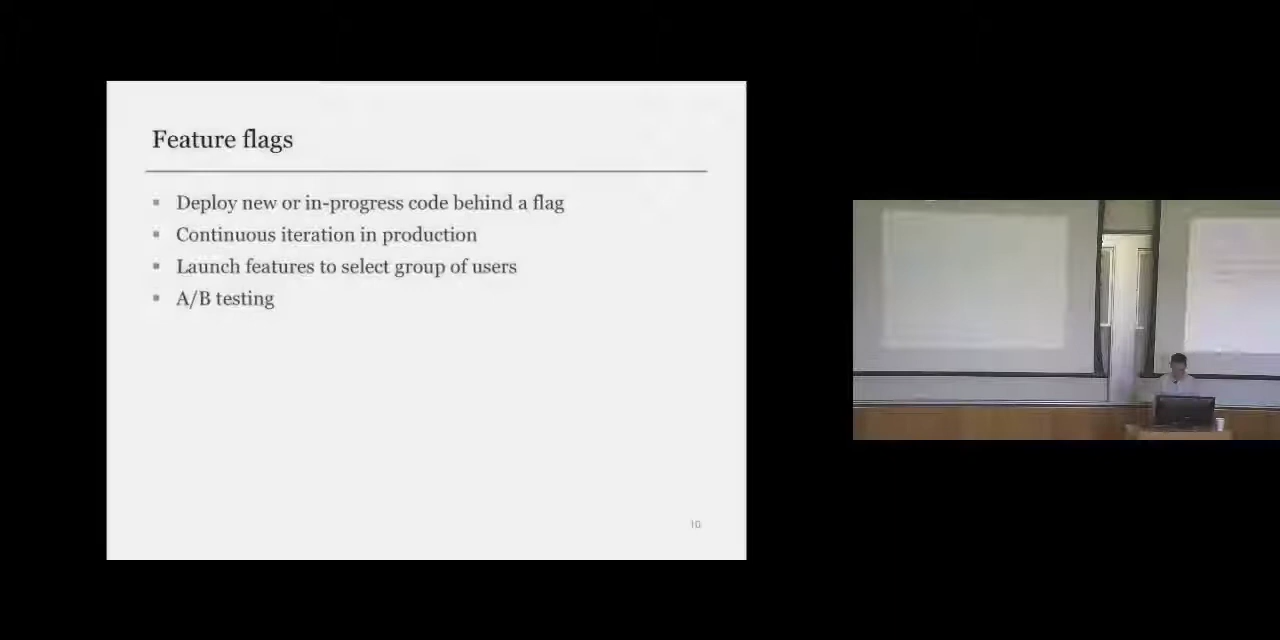 Feature flags
Deploy new or in-progress code behind a flag
Continuous iteration in production
Launch features to select group of users
A/B testing
10